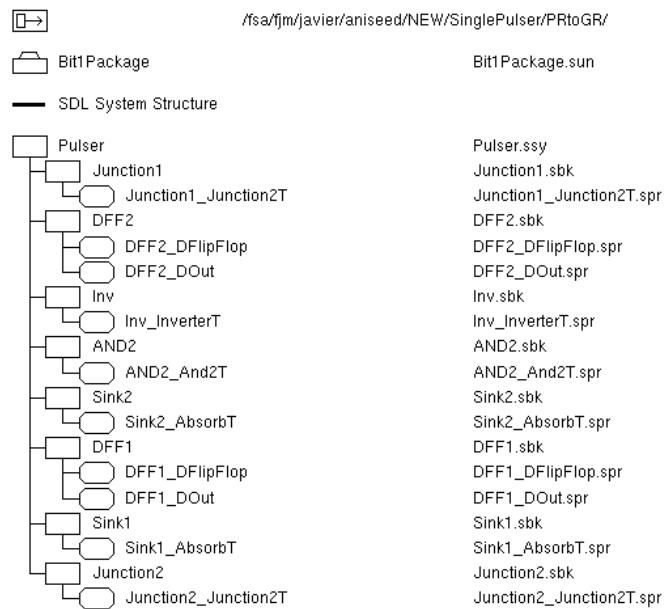 /fsa/fjm/javier/aniseed/NEW/SinglePulser/PRtoGR/
Bit1Package Bit1Package.sun
SDL System Structure
Pulser Pulser.ssy
Junction1 Junction1.sbk
Junction1_Junction2T Junction1_Junction2T.spr
DFF2 DFF2.sbk
DFF2_DFlipFlop DFF2_DFlipFlop.spr
DFF2_DOut DFF2_DOut.spr
Inv Inv.sbk
Inv_InverterT Inv_InverterT.spr
AND2 AND2.sbk
AND2_And2T AND2_And2T.spr
Sink2 Sink2.sbk
Sink2_AbsorbT Sink2_AbsorbT.spr
DFF1 DFF1.sbk
DFF1_DFlipFlop DFF1_DFlipFlop.spr
DFF1_DOut DFF1_DOut.spr
Sink1 Sink1.sbk
Sink1_AbsorbT Sink1_AbsorbT.spr
Junction2 Junction2.sbk
Junction2_Junction2T Junction2_Junction2T.spr